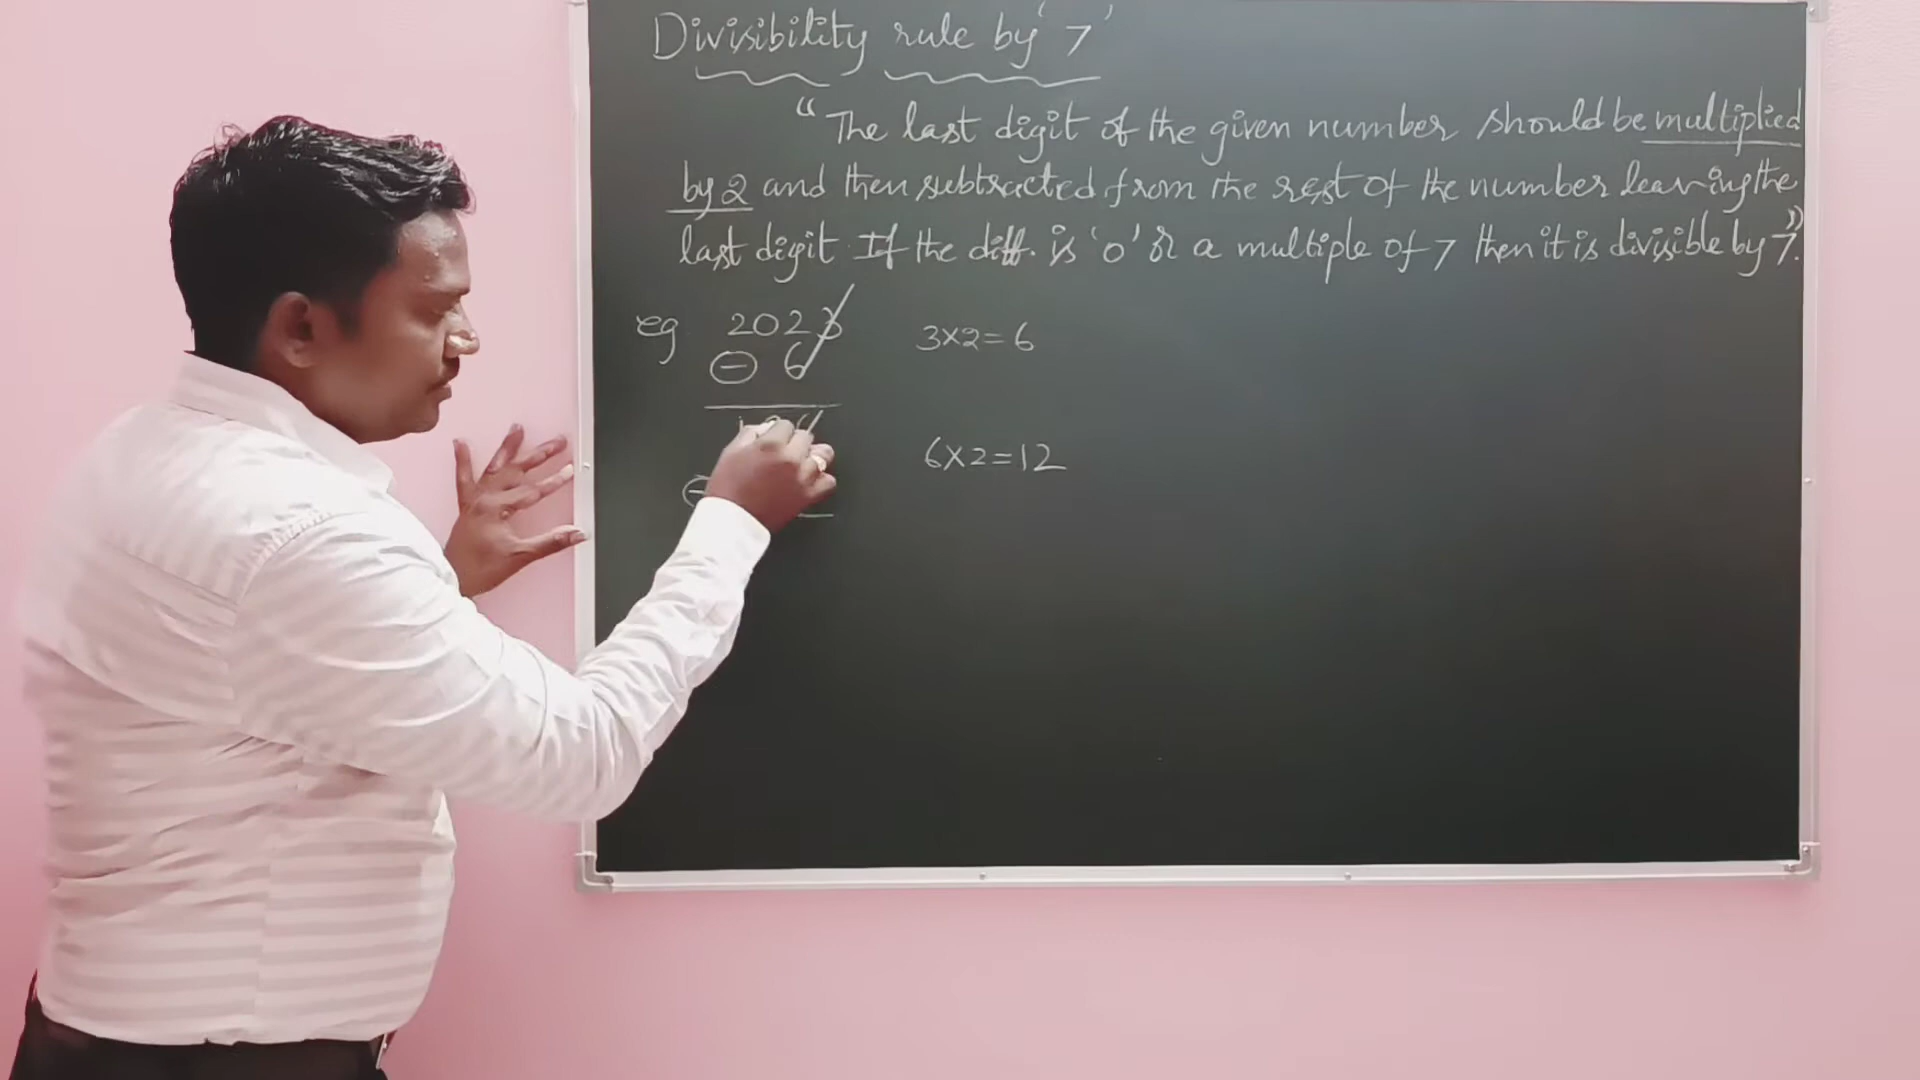 Divisibility rule by '7'
"The last digit of the given number should be multiplied
by 2 and then subtracted from the rest of the number leaving the
last digit If the diff. is '0' or a multiple of 7 then it is divisible by 7."
eg 2023 3×2=6
− 6
6×2=12